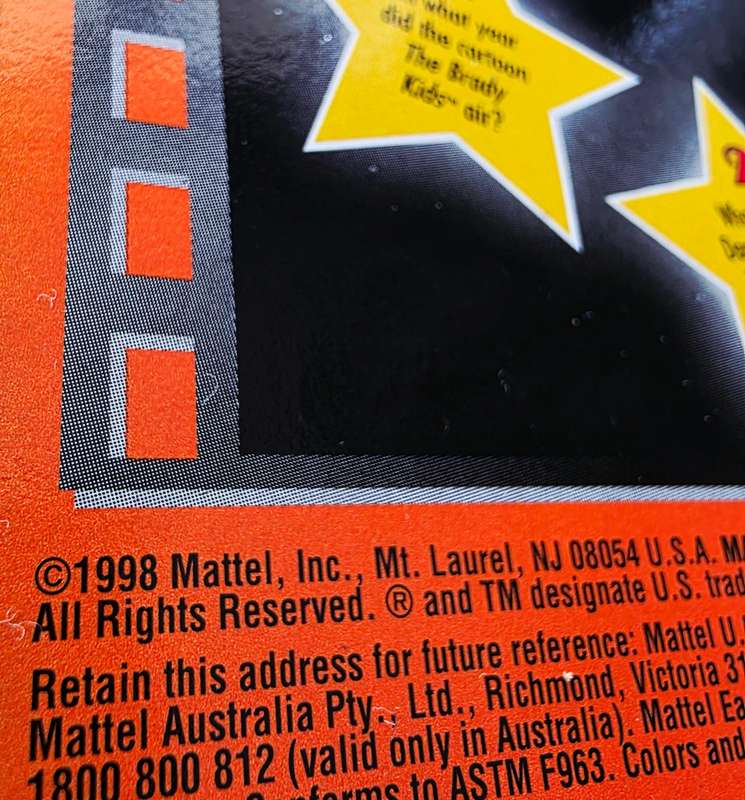 what your
did the cartoon
The Brady
Kids™ air?
©1998 Mattel, Inc., Mt. Laurel, NJ 08054 U.S.A.
All Rights Reserved. ® and TM designate U.S.
Retain this address for future reference: Mattel
Mattel Australia Pty., Ltd., Richmond, Victoria
1800 800 812 (valid only in Australia). Mattel
Conforms to ASTM F963. Colors and